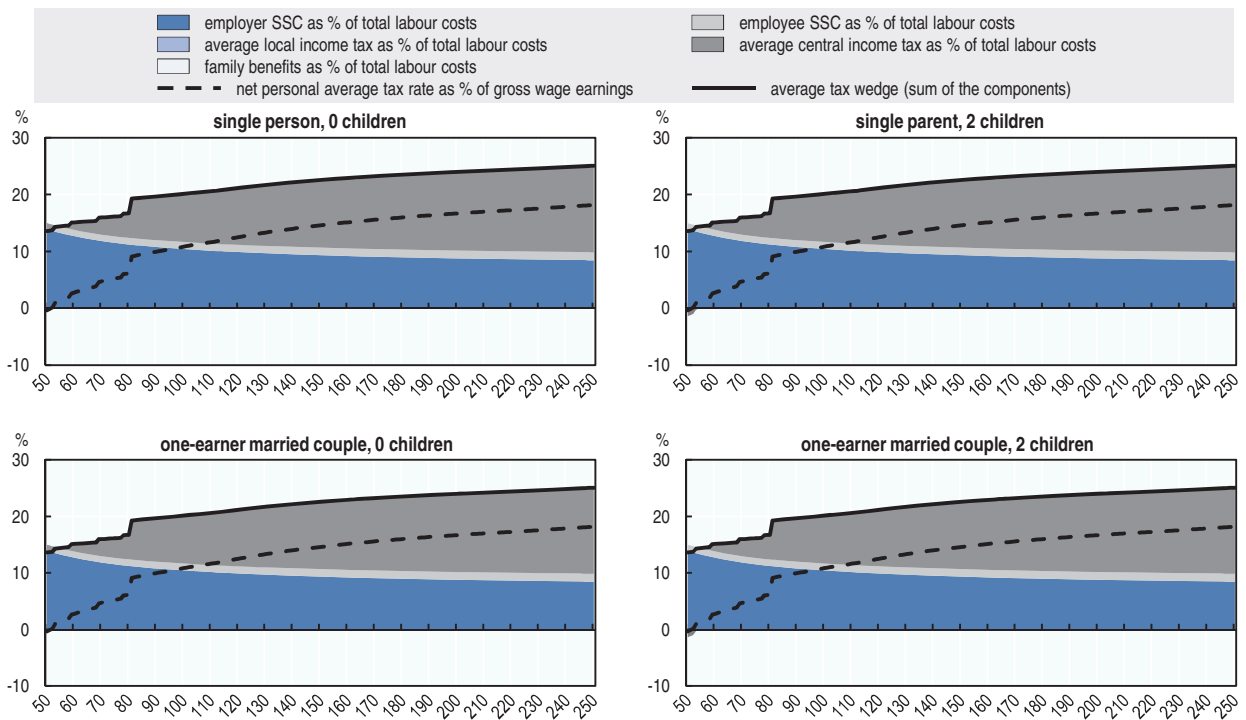 employer SSC as % of total labour costs
employee SSC as % of total labour costs
average local income tax as % of total labour costs
average central income tax as % of total labour costs
family benefits as % of total labour costs
net personal average tax rate as % of gross wage earnings
average tax wedge (sum of the components)
%
single person, 0 children
30
20
10
0
-10
50 60 70 80 90 100 110 120 130 140 150 160 170 180 190 200 210 220 230 240 250
%
single parent, 2 children
30
20
10
0
-10
50 60 70 80 90 100 110 120 130 140 150 160 170 180 190 200 210 220 230 240 250
%
one-earner married couple, 0 children
30
20
10
0
-10
50 60 70 80 90 100 110 120 130 140 150 160 170 180 190 200 210 220 230 240 250
%
one-earner married couple, 2 children
30
20
10
0
-10
50 60 70 80 90 100 110 120 130 140 150 160 170 180 190 200 210 220 230 240 250